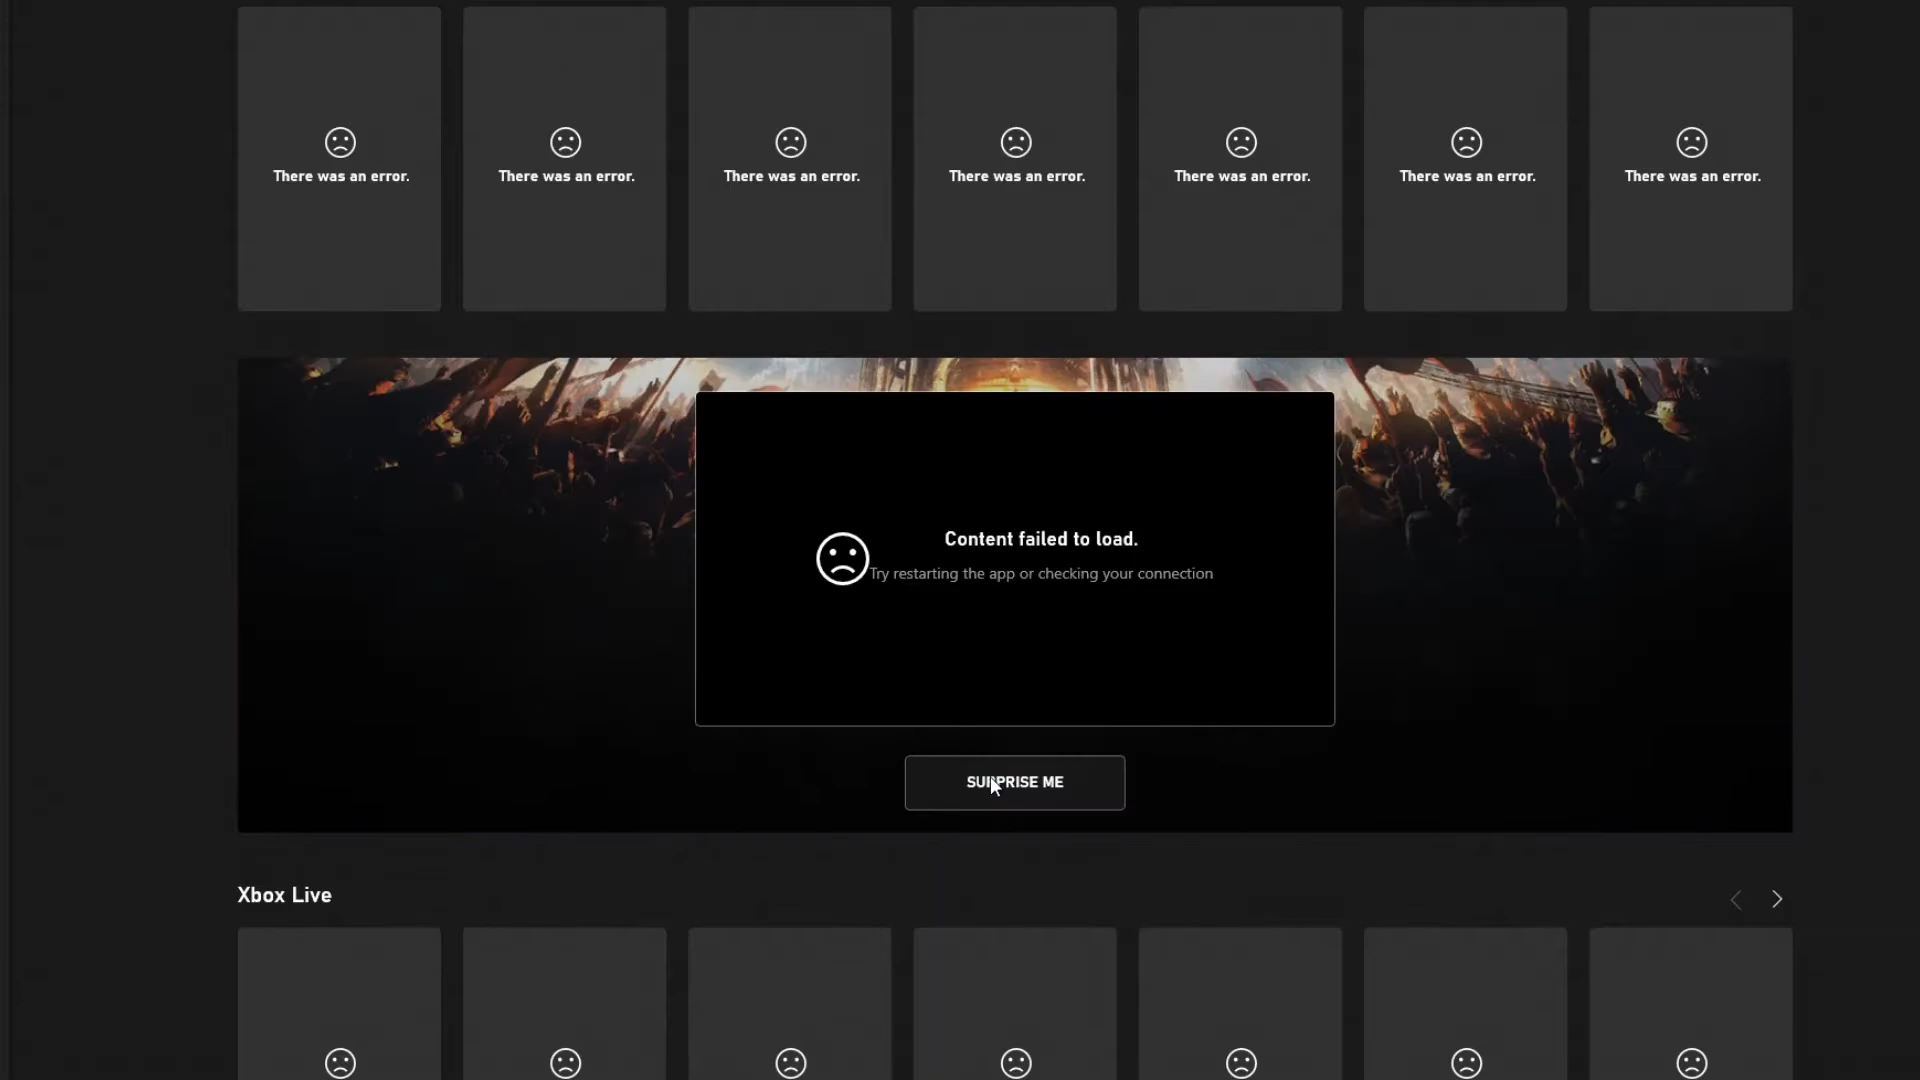 There was an error. There was an error. There was an error. There was an error. There was an error. There was an error. There was an error.
Content failed to load.
Try restarting the app or checking your connection
SURPRISE ME
Xbox Live